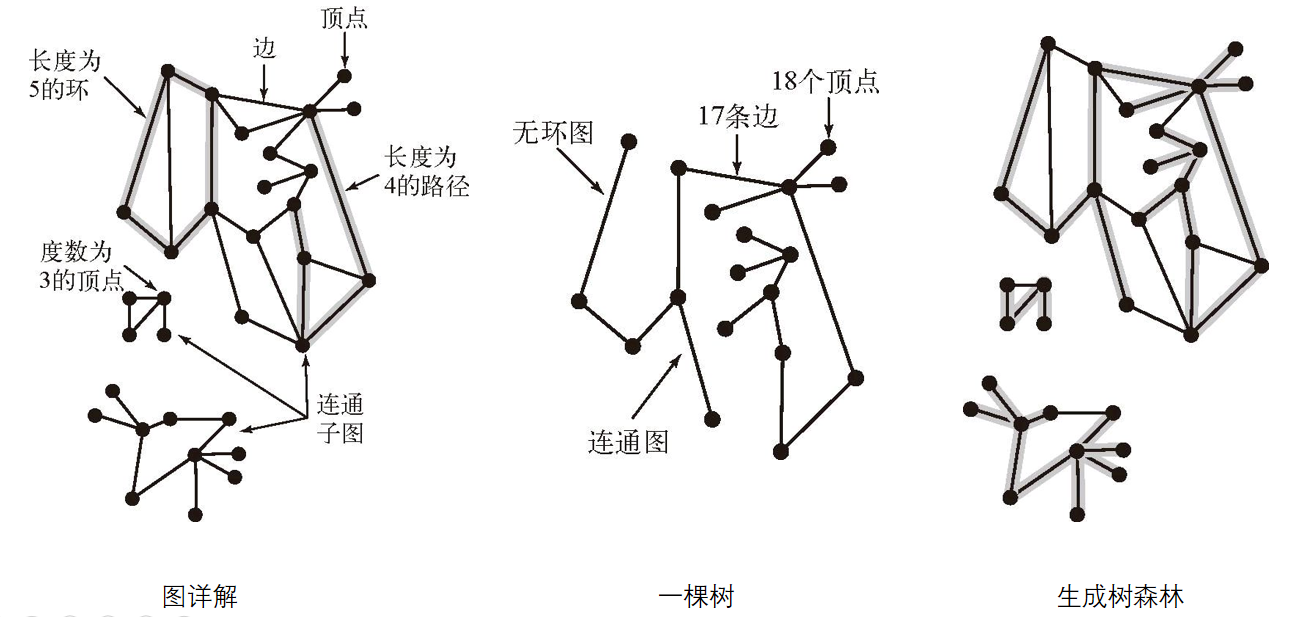 顶点
边
长度为
5的环
长度为
4的路径
度数为
3的顶点
连通
子图
图详解
18个顶点
17条边
无环图
连通图
一棵树
生成树森林